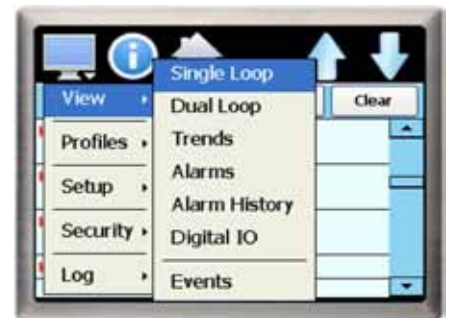 View
Profiles
Setup
Security
Log
Single Loop
Dual Loop
Trends
Alarms
Alarm History
Digital IO
Events
Clear